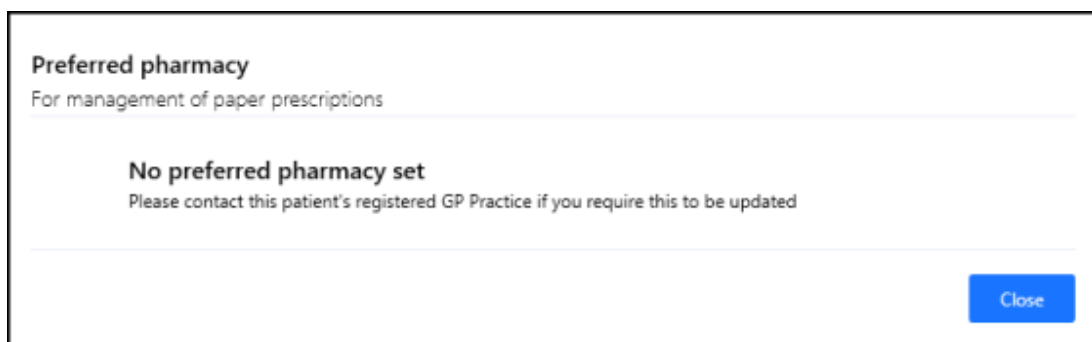 Preferred pharmacy
For management of paper prescriptions
No preferred pharmacy set
Please contact this patient's registered GP Practice if you require this to be updated
Close